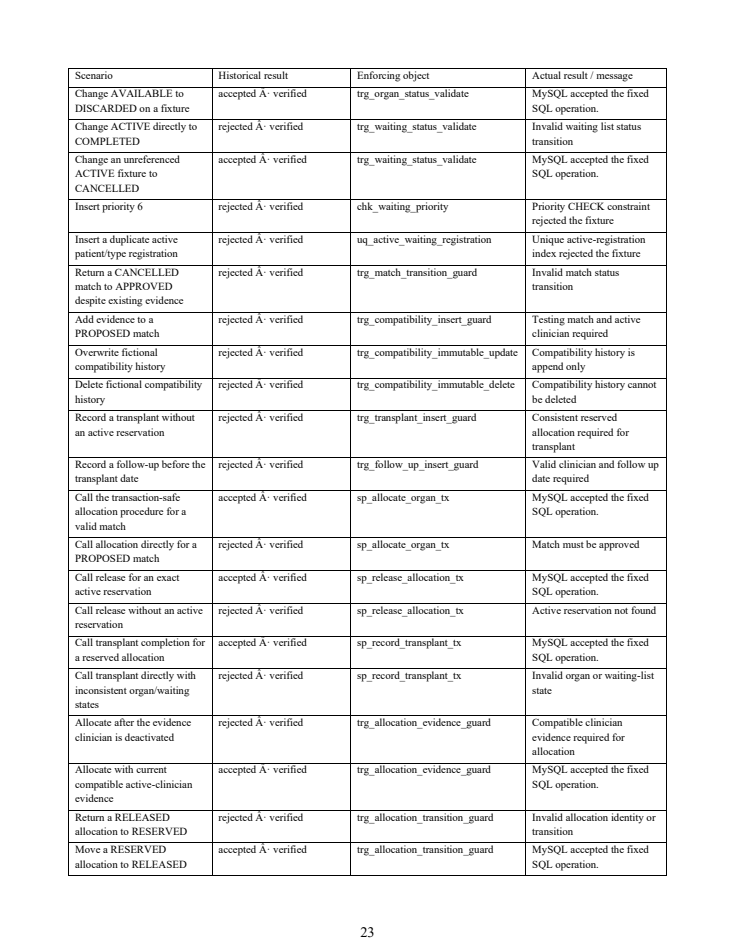 Scenario Historical result Enforcing object Actual result / message
Change AVAILABLE to accepted Â· verified trg_organ_status_validate MySQL accepted the fixed
DISCARDED on a fixture SQL operation.
Change ACTIVE directly to rejected Â· verified trg_waiting_status_validate Invalid waiting list status
COMPLETED transition
Change an unreferenced accepted Â· verified trg_waiting_status_validate MySQL accepted the fixed
ACTIVE fixture to SQL operation.
CANCELLED
Insert priority 6 rejected Â· verified chk_waiting_priority Priority CHECK constraint
rejected the fixture
Insert a duplicate active rejected Â· verified uq_active_waiting_registration Unique active-registration
patient/type registration index rejected the fixture
Return a CANCELLED rejected Â· verified trg_match_transition_guard Invalid match status
match to APPROVED transition
despite existing evidence
Add evidence to a rejected Â· verified trg_compatibility_insert_guard Testing match and active
PROPOSED match clinician required
Overwrite fictional rejected Â· verified trg_compatibility_immutable_update Compatibility history is
compatibility history append only
Delete fictional compatibility rejected Â· verified trg_compatibility_immutable_delete Compatibility history cannot
history be deleted
Record a transplant without rejected Â· verified trg_transplant_insert_guard Consistent reserved
an active reservation allocation required for
transplant
Record a follow-up before the rejected Â· verified trg_follow_up_insert_guard Valid clinician and follow up
transplant date date required
Call the transaction-safe accepted Â· verified sp_allocate_organ_tx MySQL accepted the fixed
allocation procedure for a SQL operation.
valid match
Call allocation directly for a rejected Â· verified sp_allocate_organ_tx Match must be approved
PROPOSED match
Call release for an exact accepted Â· verified sp_release_allocation_tx MySQL accepted the fixed
active reservation SQL operation.
Call release without an active rejected Â· verified sp_release_allocation_tx Active reservation not found
reservation
Call transplant completion for accepted Â· verified sp_record_transplant_tx MySQL accepted the fixed
a reserved allocation SQL operation.
Call transplant directly with rejected Â· verified sp_record_transplant_tx Invalid organ or waiting-list
inconsistent organ/waiting state
states
Allocate after the evidence rejected Â· verified trg_allocation_evidence_guard Compatible clinician
clinician is deactivated evidence required for
allocation
Allocate with current accepted Â· verified trg_allocation_evidence_guard MySQL accepted the fixed
compatible active-clinician SQL operation.
evidence
Return a RELEASED rejected Â· verified trg_allocation_transition_guard Invalid allocation identity or
allocation to RESERVED transition
Move a RESERVED accepted Â· verified trg_allocation_transition_guard MySQL accepted the fixed
allocation to RELEASED SQL operation.
23